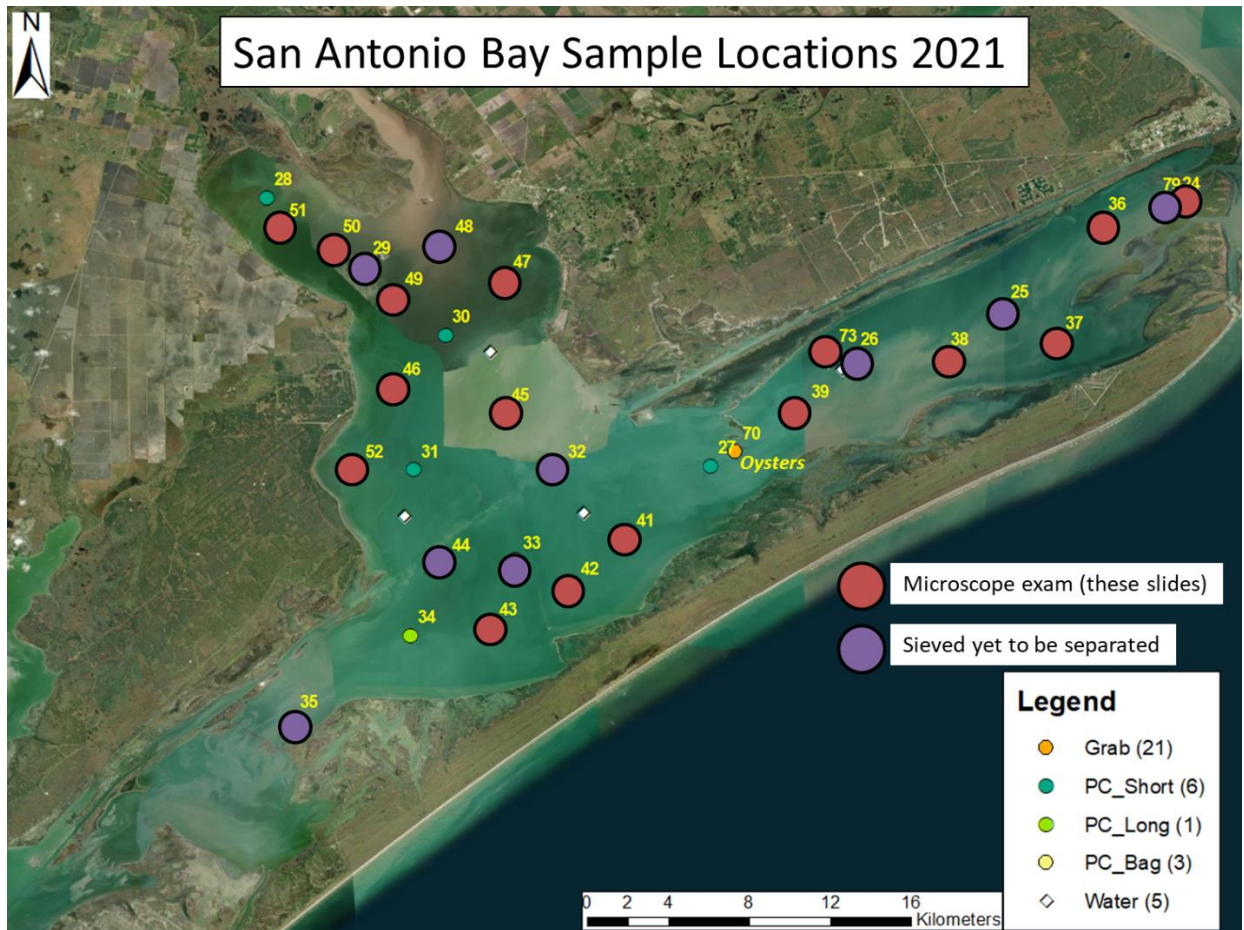 San Antonio Bay Sample Locations 2021
N
28
51
50
29
48
49
47
30
46
45
52
31
32
44
33
41
42
34
43
35
36
79
24
25
37
38
73
26
39
70
27
Oysters
Microscope exam (these slides)
Sieved yet to be separated
Legend
Grab (21)
PC_Short (6)
PC_Long (1)
PC_Bag (3)
Water (5)
0 2 4 8 12 16
Kilometers